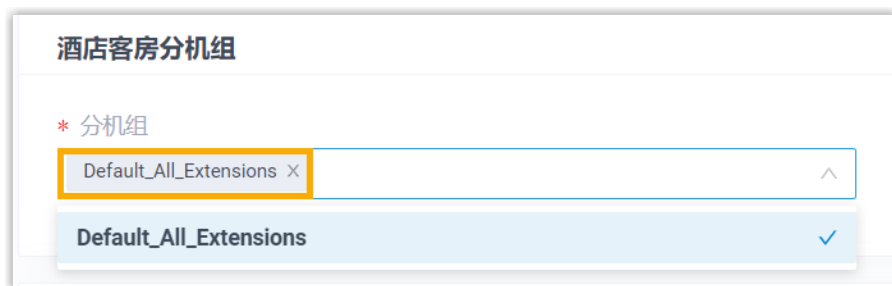 酒店客房分机组
* 分机组
Default_All_Extensions ×
Default_All_Extensions